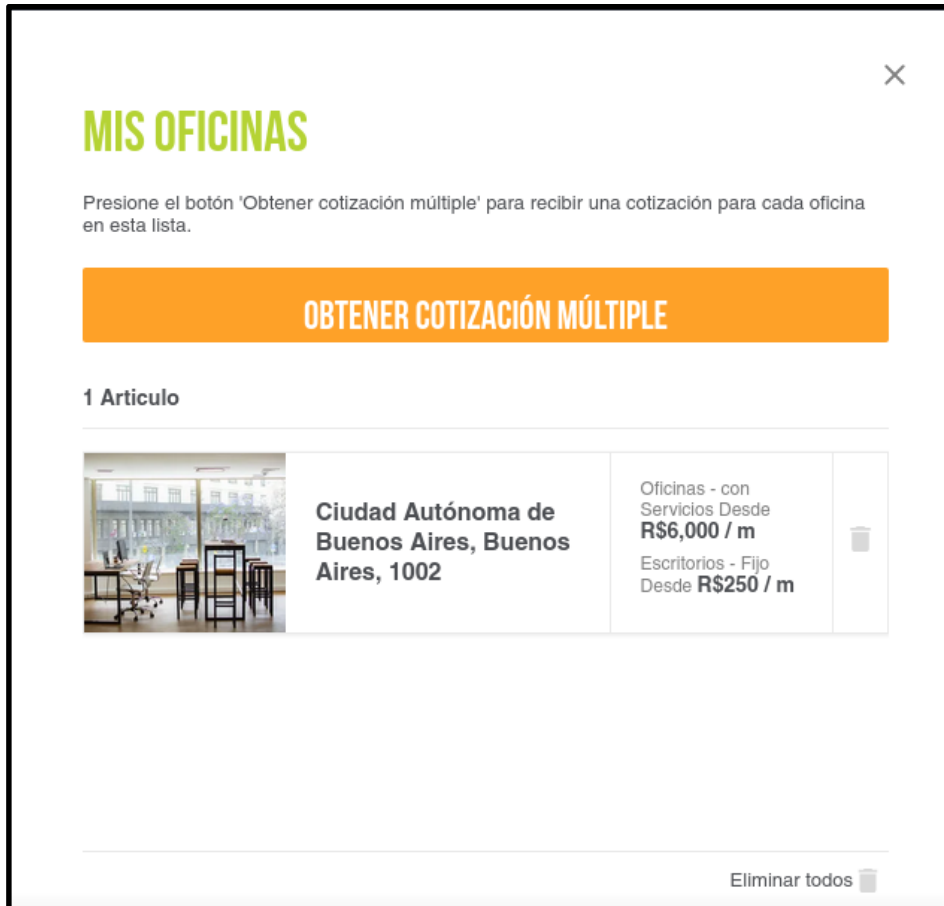 MIS OFICINAS
Presione el botón 'Obtener cotización múltiple' para recibir una cotización para cada oficina
en esta lista.
OBTENER COTIZACIÓN MÚLTIPLE
1 Articulo
Ciudad Autónoma de
Buenos Aires, Buenos
Aires, 1002
Oficinas - con
Servicios Desde
R$6,000 / m
Escritorios - Fijo
Desde R$250 / m
Eliminar todos